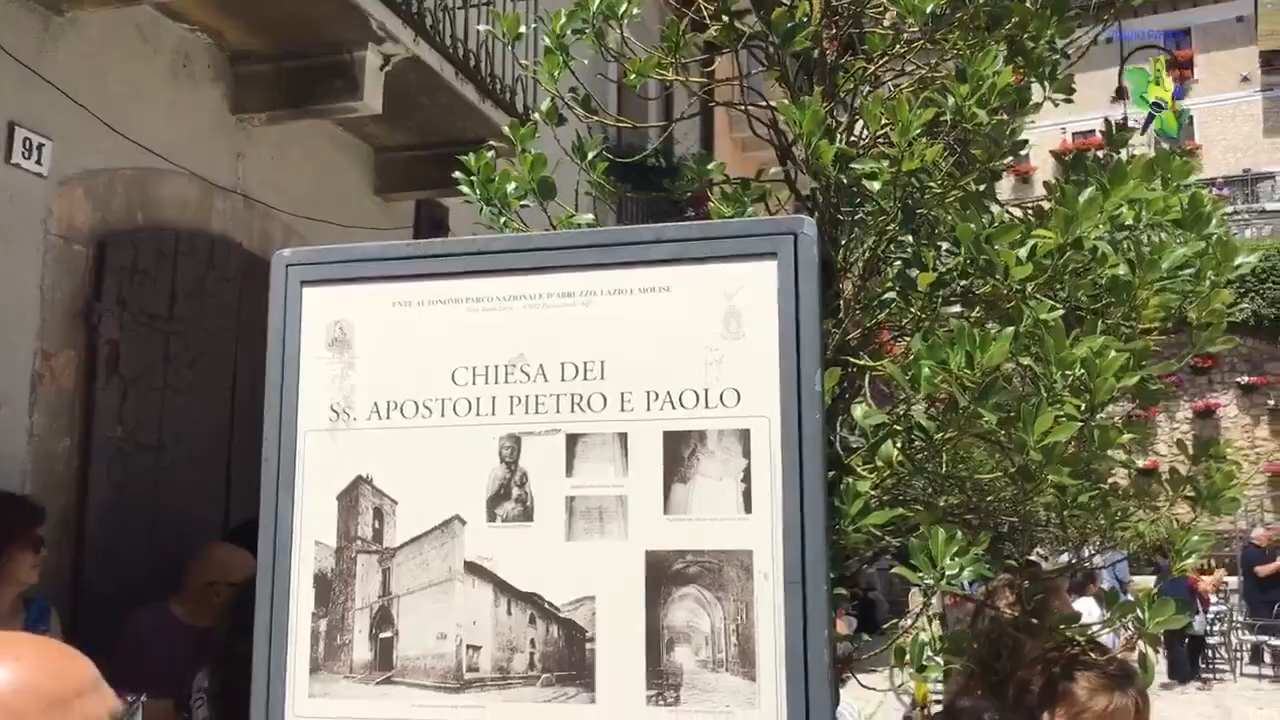 91
ENTE AUTONOMO PARCO NAZIONALE D'ABRUZZO, LAZIO E MOLISE
CHIESA DEI
Ss. APOSTOLI PIETRO E PAOLO